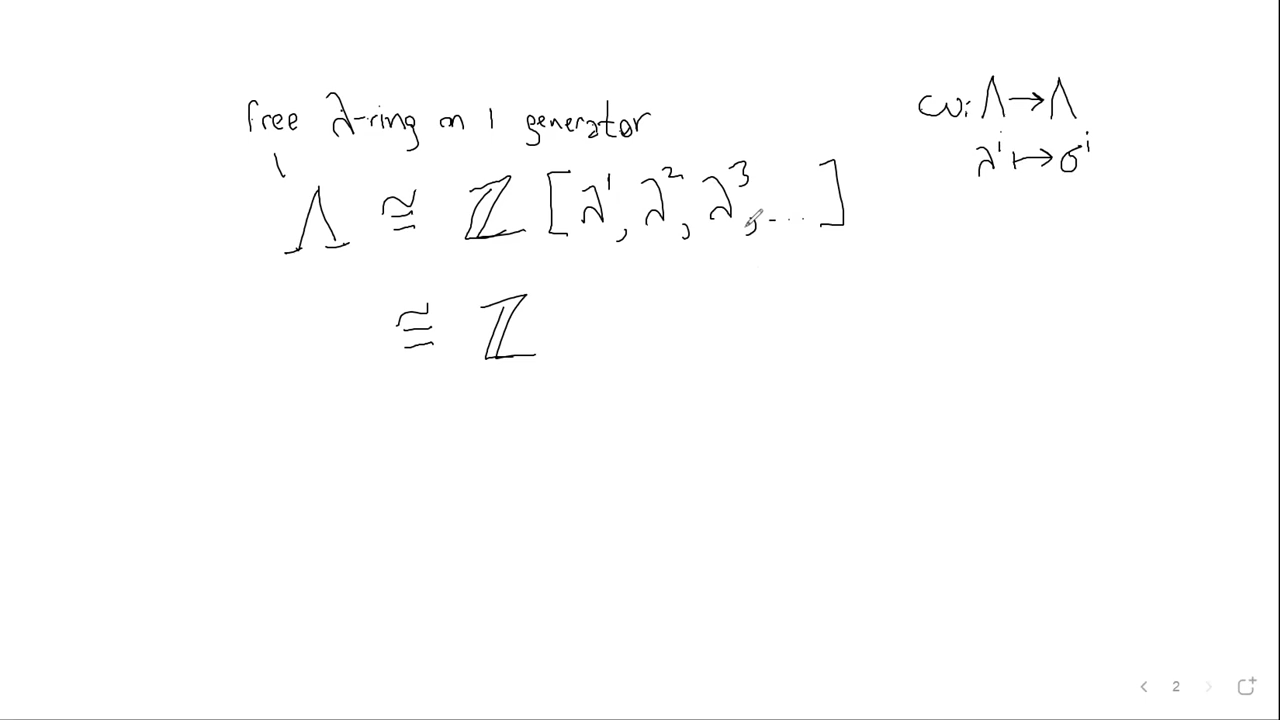 free λ-ring on 1 generator
Λ ≅ ℤ [λ¹, λ², λ³, ...]
≅ ℤ
ω: Λ → Λ
λⁱ ↦ σⁱ
2